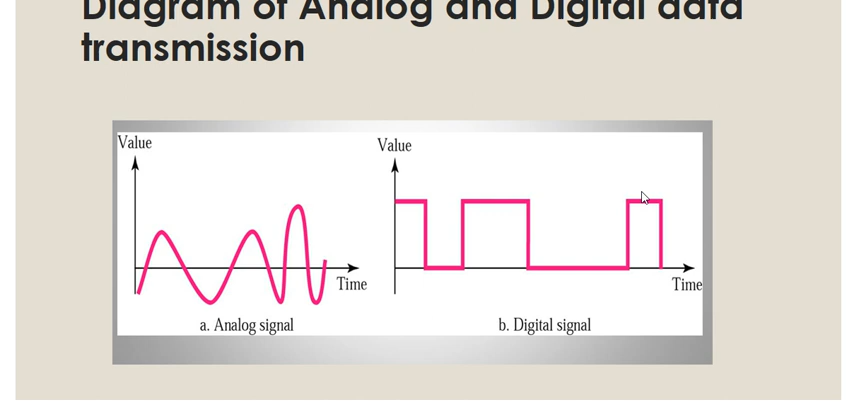 Diagram of Analog and Digital data
transmission
Value
Value
Time
Time
a. Analog signal
b. Digital signal